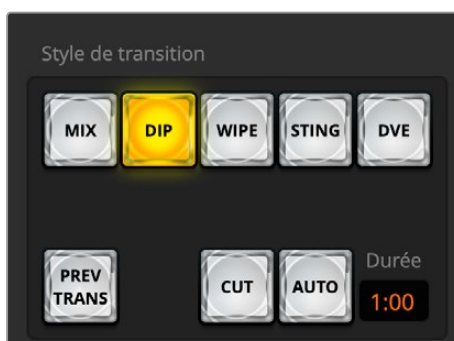 Style de transition
MIX
DIP
WIPE
STING
DVE
PREV
TRANS
CUT
AUTO
Durée
1:00